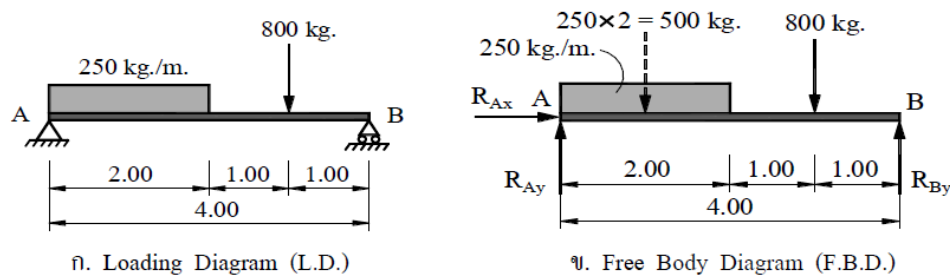 800 kg.
250 kg./m.
A
B
2.00
1.00
1.00
4.00
ก. Loading Diagram (L.D.)
250×2 = 500 kg.
800 kg.
250 kg./m.
RAx
A
B
RAy
2.00
1.00
1.00
RBy
4.00
ข. Free Body Diagram (F.B.D.)